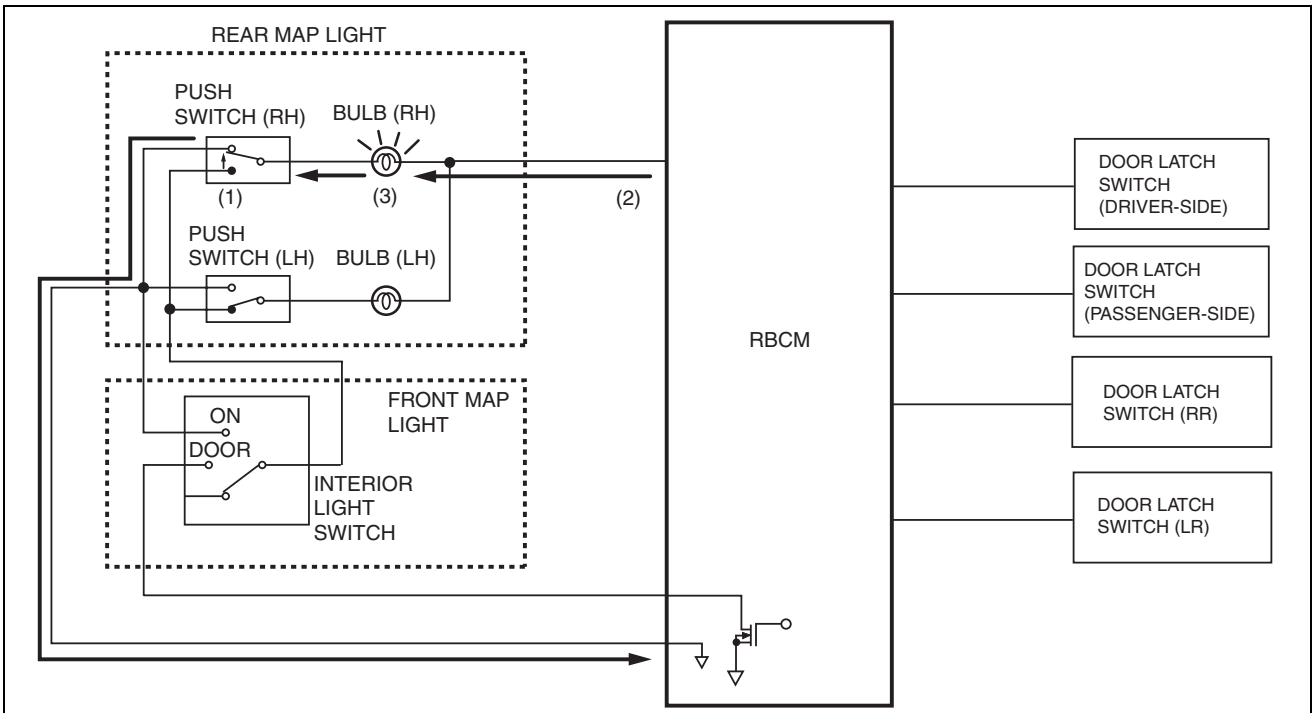 REAR MAP LIGHT
PUSH
SWITCH (RH)
BULB (RH)
(1)
(3)
(2)
PUSH
SWITCH (LH)
BULB (LH)
FRONT MAP
LIGHT
ON
DOOR
INTERIOR
LIGHT
SWITCH
RBCM
DOOR LATCH
SWITCH
(DRIVER-SIDE)
DOOR LATCH
SWITCH
(PASSENGER-SIDE)
DOOR LATCH
SWITCH (RR)
DOOR LATCH
SWITCH (LR)